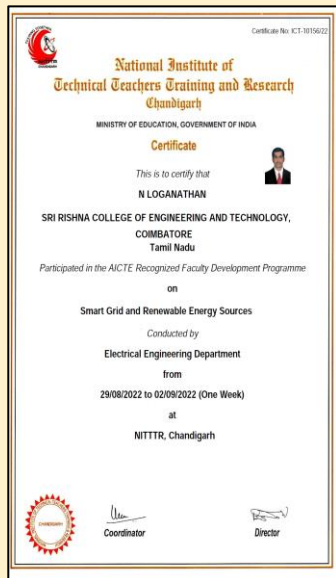 Certificate No: ICT-10156/22
National Institute of
Technical Teachers Training and Research
Chandigarh
MINISTRY OF EDUCATION, GOVERNMENT OF INDIA
Certificate
This is to certify that
N LOGANATHAN
SRI RISHNA COLLEGE OF ENGINEERING AND TECHNOLOGY,
COIMBATORE
Tamil Nadu
Participated in the AICTE Recognized Faculty Development Programme
on
Smart Grid and Renewable Energy Sources
Conducted by
Electrical Engineering Department
from
29/08/2022 to 02/09/2022 (One Week)
at
NITTTR, Chandigarh
CHANDIGARH
Coordinator
Director